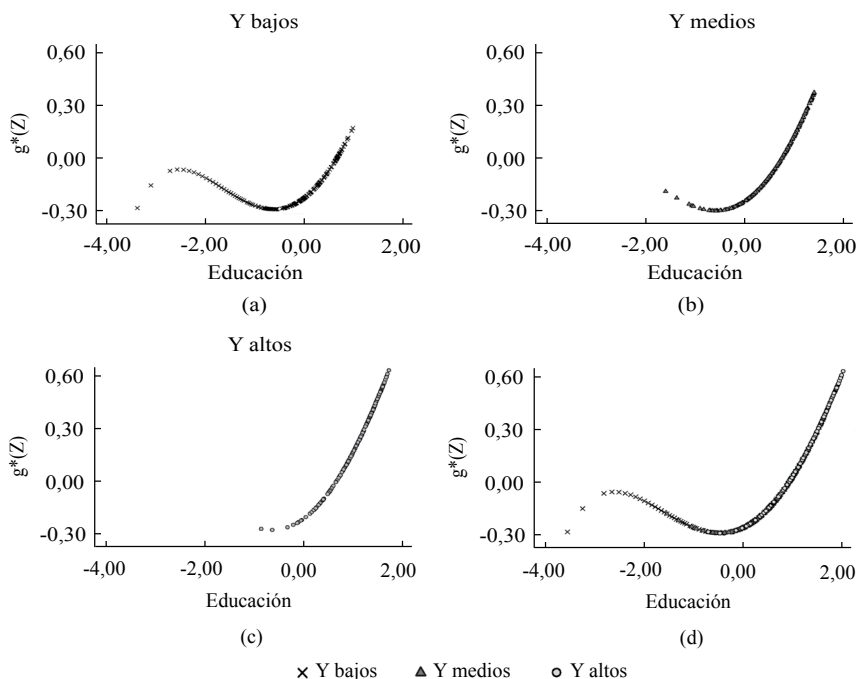 Y bajos
0,60
0,30
0,00
-0,30
g*(Z)
-4,00 -2,00 0,00 2,00
Educación
(a)
Y medios
0,60
0,30
0,00
-0,30
g*(Z)
-4,00 -2,00 0,00 2,00
Educación
(b)
Y altos
0,60
0,30
0,00
-0,30
g*(Z)
-4,00 -2,00 0,00 2,00
Educación
(c)
0,60
0,30
0,00
-0,30
g*(Z)
-4,00 -2,00 0,00 2,00
Educación
(d)
Y bajos Y medios Y altos